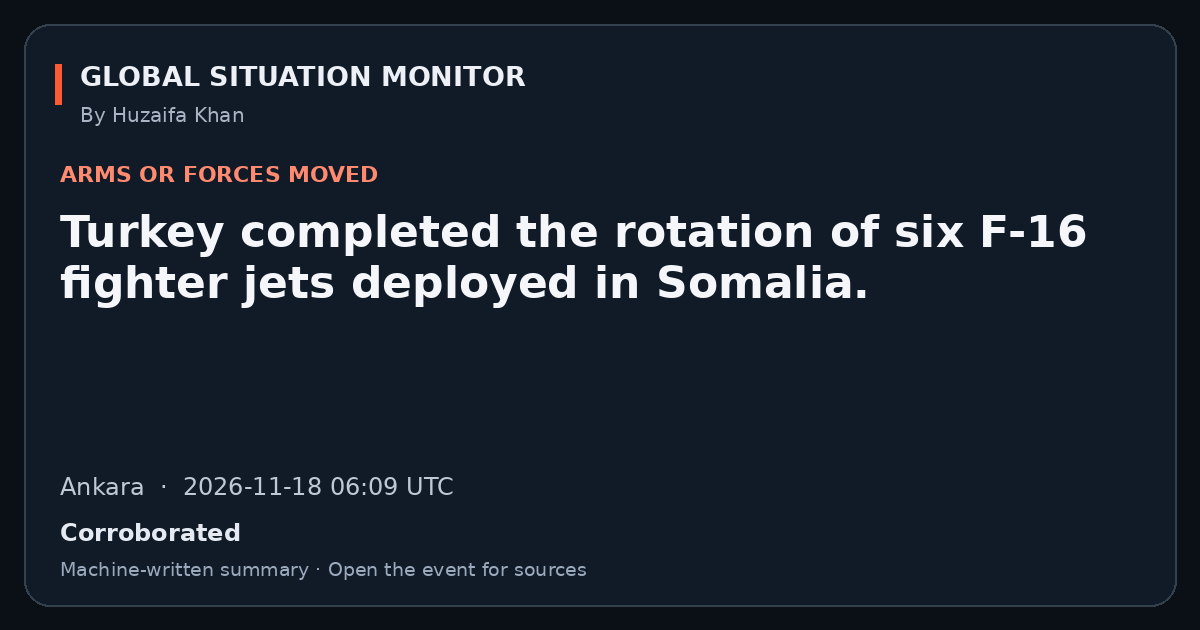 GLOBAL SITUATION MONITOR
By Huzaifa Khan
ARMS OR FORCES MOVED
Turkey completed the rotation of six F-16
fighter jets deployed in Somalia.
Ankara · 2026-11-18 06:09 UTC
Corroborated
Machine-written summary · Open the event for sources